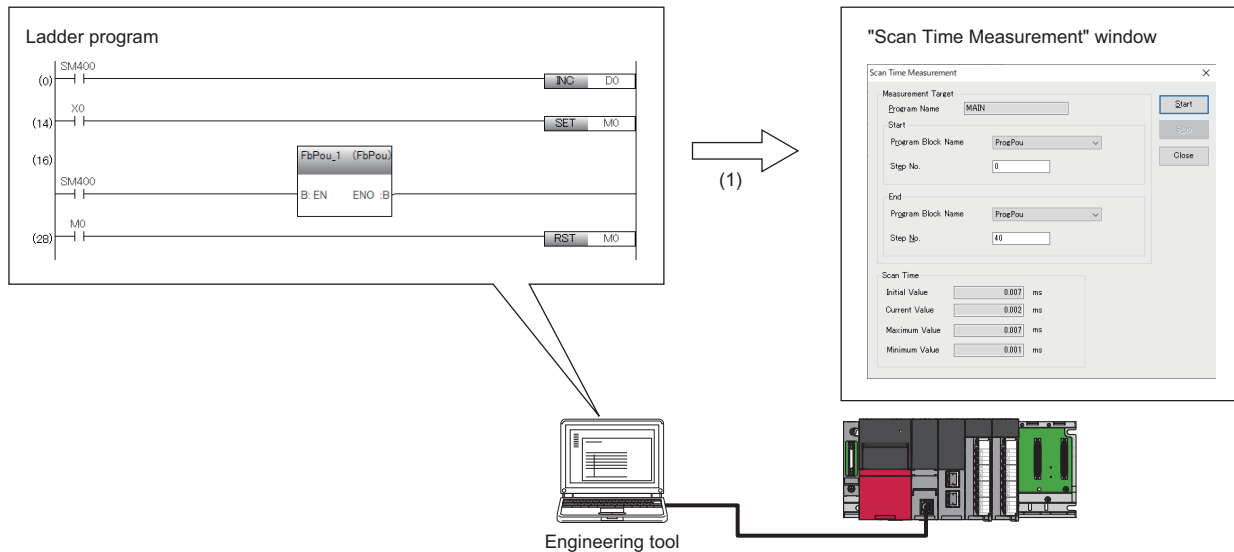 Ladder program
SM400
(0) INC D0
X0
(14) SET M0
(16)
FbPou_1 (FbPou)
SM400
B: EN ENO :B
M0
(28) RST M0
(1)
"Scan Time Measurement" window
Scan Time Measurement
Measurement Target
Program Name MAIN
Start
Start
Program Block Name ProgPou
Stop
Step No. 0
Close
End
Program Block Name ProgPou
Step No. 40
Scan Time
Initial Value 0.007 ms
Current Value 0.002 ms
Maximum Value 0.007 ms
Minimum Value 0.001 ms
Engineering tool